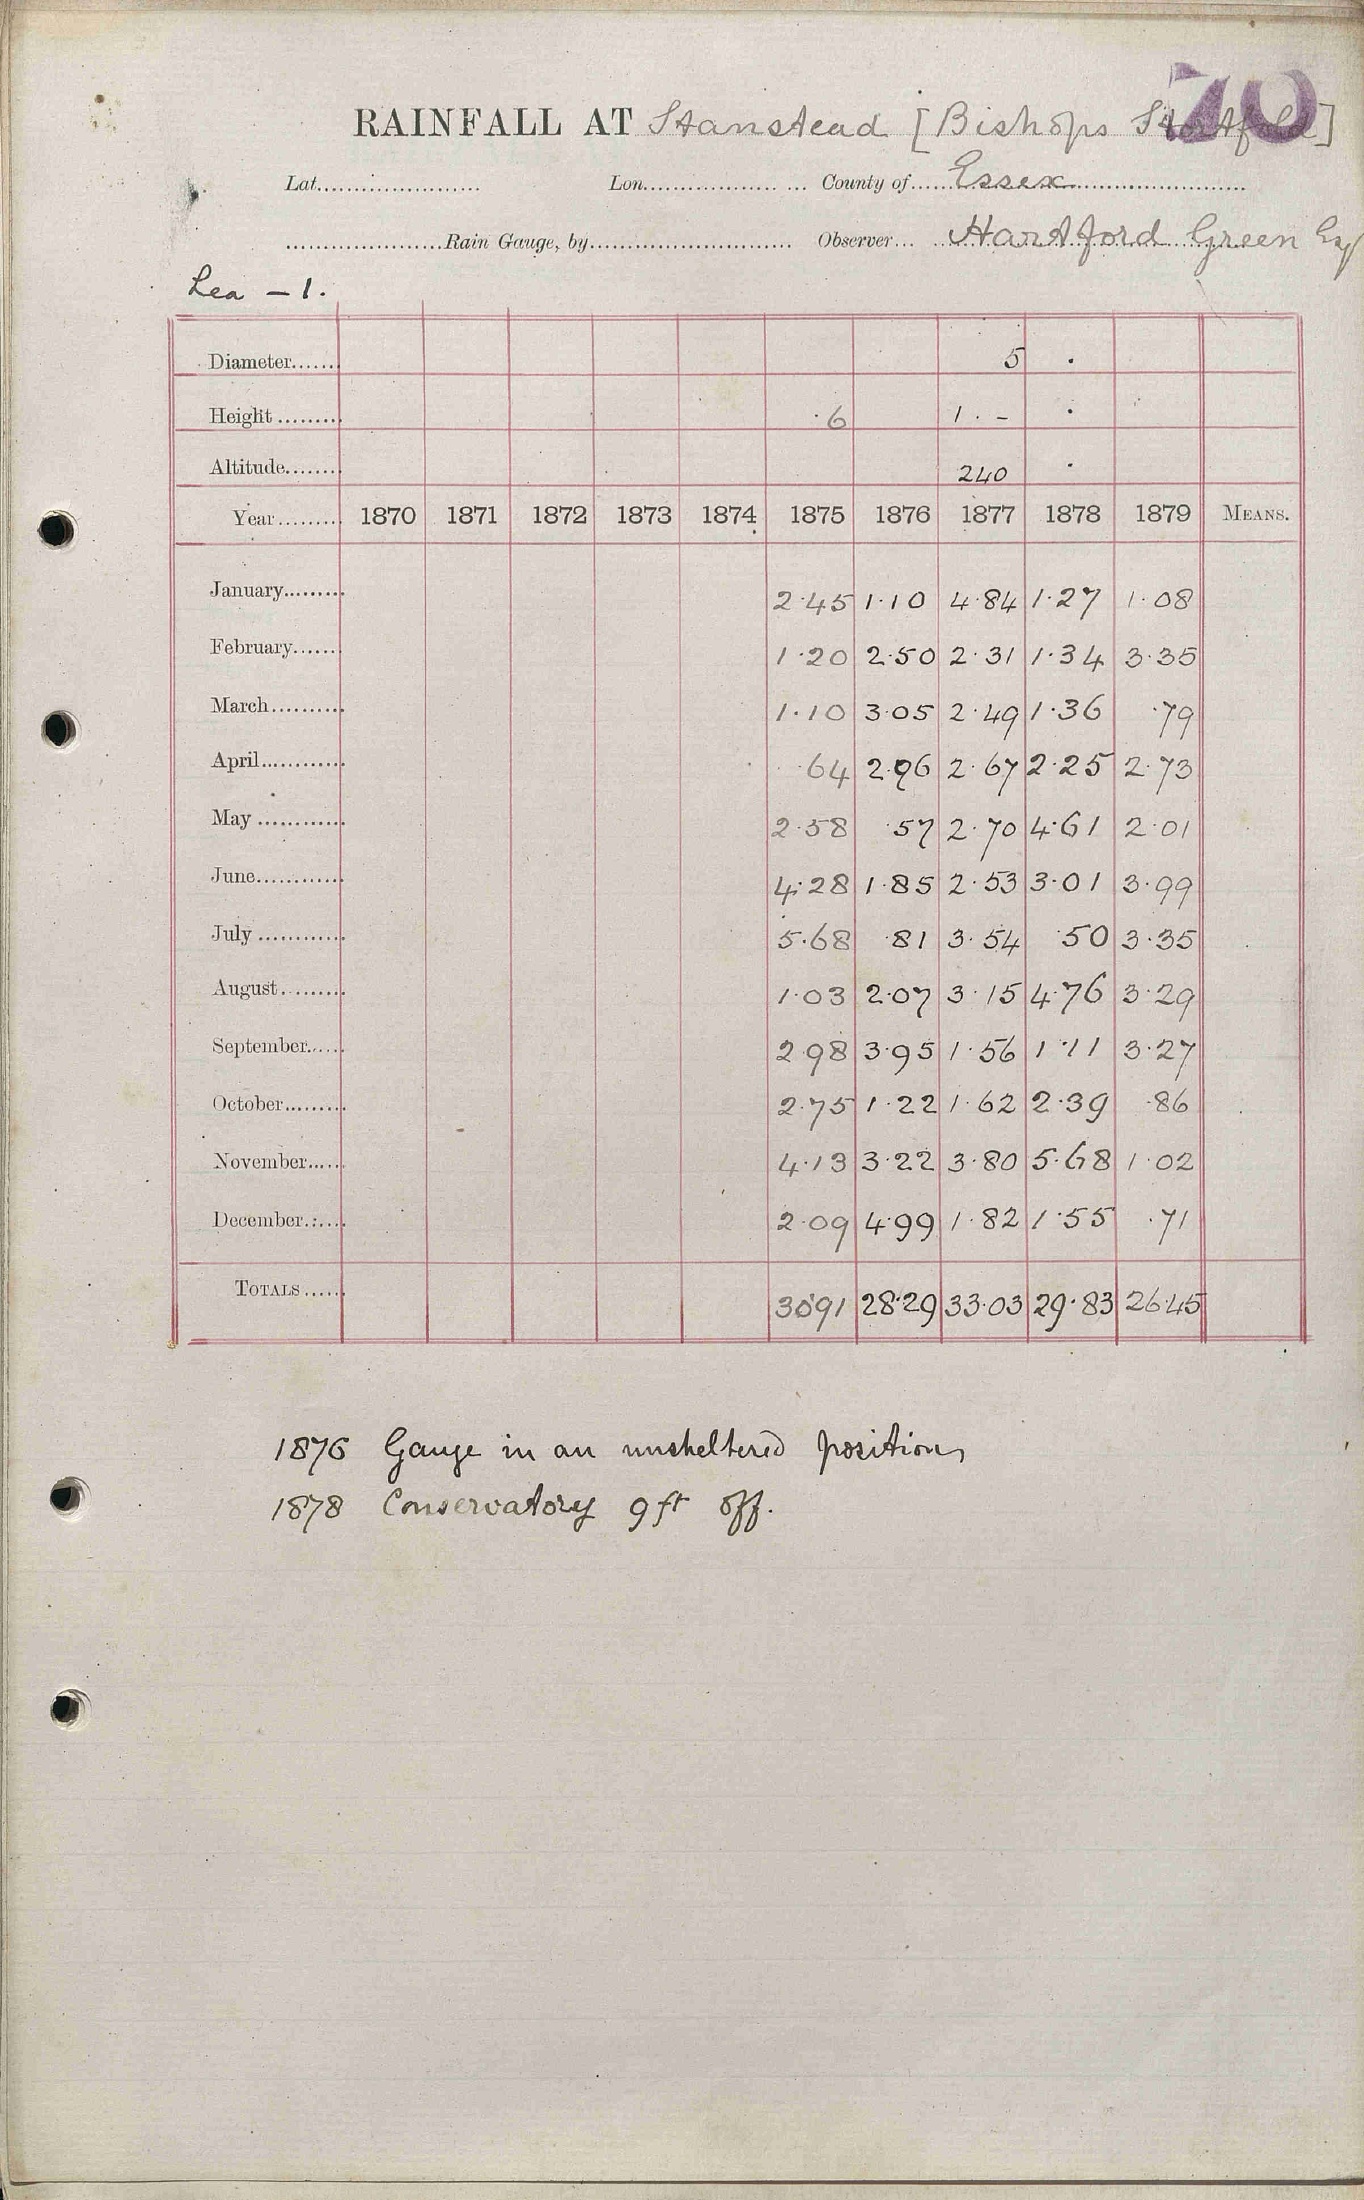 70
RAINFALL AT Stanstead [Bishops Stortford]
Lat. Lon. County of Essex
Rain Gauge, by Observer Hartford Green Esq
Lea – 1.
Diameter 5 ·
Height ·6 1 · – ·
Altitude 240 ·
Year 1870 1871 1872 1873 1874 1875 1876 1877 1878 1879 MEANS.
January 2·45 1·10 4·84 1·27 1·08
February 1·20 2·50 2·31 1·34 3·35
March 1·10 3·05 2·49 1·36 ·79
April ·64 2·96 2·67 2·25 2·73
May 2·58 ·57 2·70 4·61 2·01
June 4·28 1·85 2·53 3·01 3·99
July 5·68 ·81 3·54 ·50 3·35
August 1·03 2·07 3·15 4·76 3·29
September 2·98 3·95 1·56 1·11 3·27
October 2·75 1·22 1·62 2·39 ·86
November 4·13 3·22 3·80 5·68 1·02
December 2·09 4·99 1·82 1·55 ·71
TOTALS 30·91 28·29 33·03 29·83 26·45
1876 Gauge in an unsheltered position
1878 Conservatory 9 ft off.